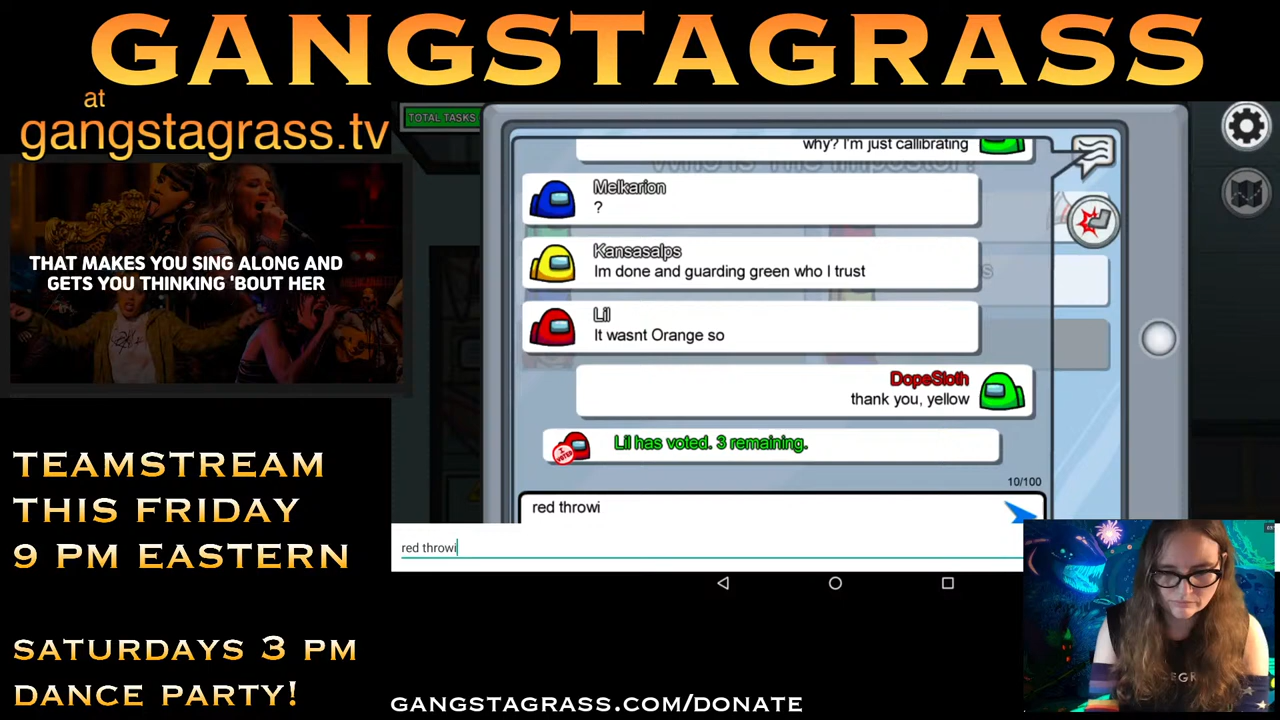 GANGSTAGRASS
at
gangstagrass.tv
THAT MAKES YOU SING ALONG AND
GETS YOU THINKING 'BOUT HER
TEAMSTREAM
THIS FRIDAY
9 PM EASTERN
SATURDAYS 3 PM
DANCE PARTY!
TOTAL TASKS
why? I'm just callibrating
Melkarion
?
Kansasalps
Im done and guarding green who I trust
Lil
It wasnt Orange so
DopeSloth
thank you, yellow
I VOTED
Lil has voted. 3 remaining.
10/100
red throwi
red throwi
GANGSTAGRASS.COM/DONATE